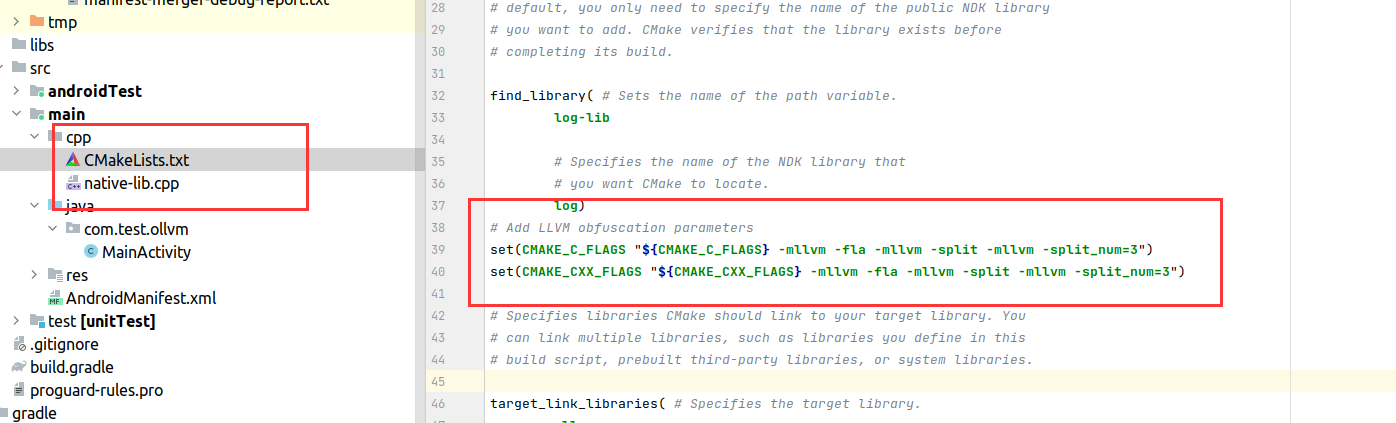 manifest-merger-debug-report.txt
tmp
libs
src
androidTest
main
cpp
CMakeLists.txt
native-lib.cpp
java
com.test.ollvm
MainActivity
res
AndroidManifest.xml
test [unitTest]
.gitignore
build.gradle
proguard-rules.pro
gradle
28 # default, you only need to specify the name of the public NDK library
29 # you want to add. CMake verifies that the library exists before
30 # completing its build.
31
32 find_library( # Sets the name of the path variable.
33 log-lib
34
35 # Specifies the name of the NDK library that
36 # you want CMake to locate.
37 log)
38 # Add LLVM obfuscation parameters
39 set(CMAKE_C_FLAGS "${CMAKE_C_FLAGS} -mllvm -fla -mllvm -split -mllvm -split_num=3")
40 set(CMAKE_CXX_FLAGS "${CMAKE_CXX_FLAGS} -mllvm -fla -mllvm -split -mllvm -split_num=3")
41
42 # Specifies libraries CMake should link to your target library. You
43 # can link multiple libraries, such as libraries you define in this
44 # build script, prebuilt third-party libraries, or system libraries.
45
46 target_link_libraries( # Specifies the target library.